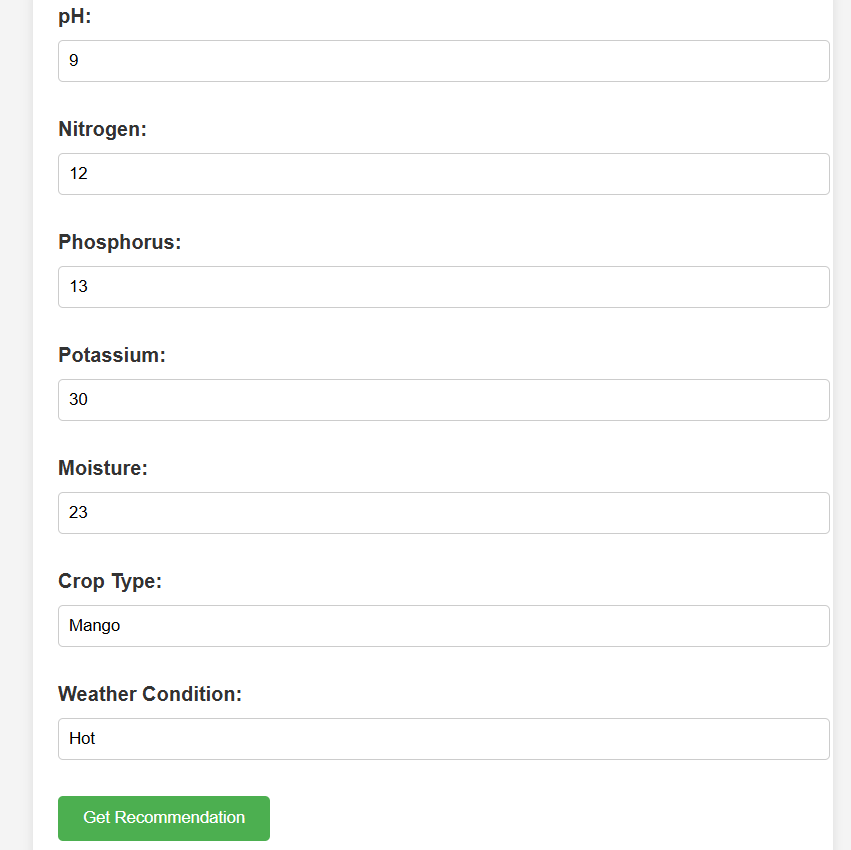 pH:
9
Nitrogen:
12
Phosphorus:
13
Potassium:
30
Moisture:
23
Crop Type:
Mango
Weather Condition:
Hot
Get Recommendation